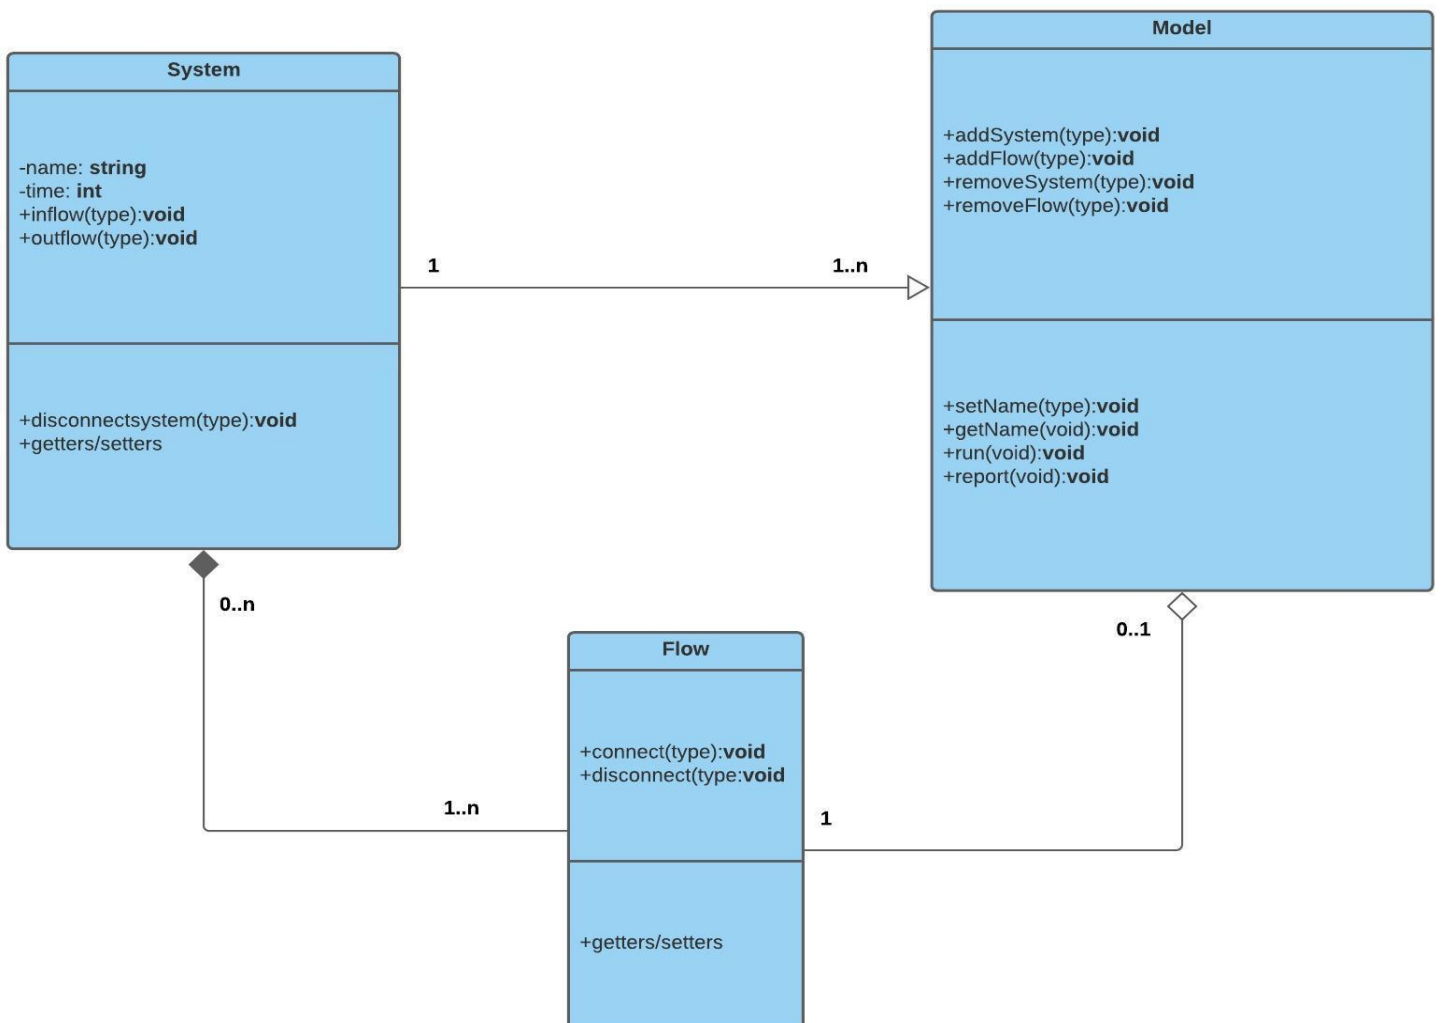 System
-name: string
-time: int
+inflow(type):void
+outflow(type):void
+disconnectsystem(type):void
+getters/setters
1
1..n
Model
+addSystem(type):void
+addFlow(type):void
+removeSystem(type):void
+removeFlow(type):void
+setName(type):void
+getName(void):void
+run(void):void
+report(void):void
0..n
1..n
Flow
+connect(type):void
+disconnect(type:void
+getters/setters
1
0..1